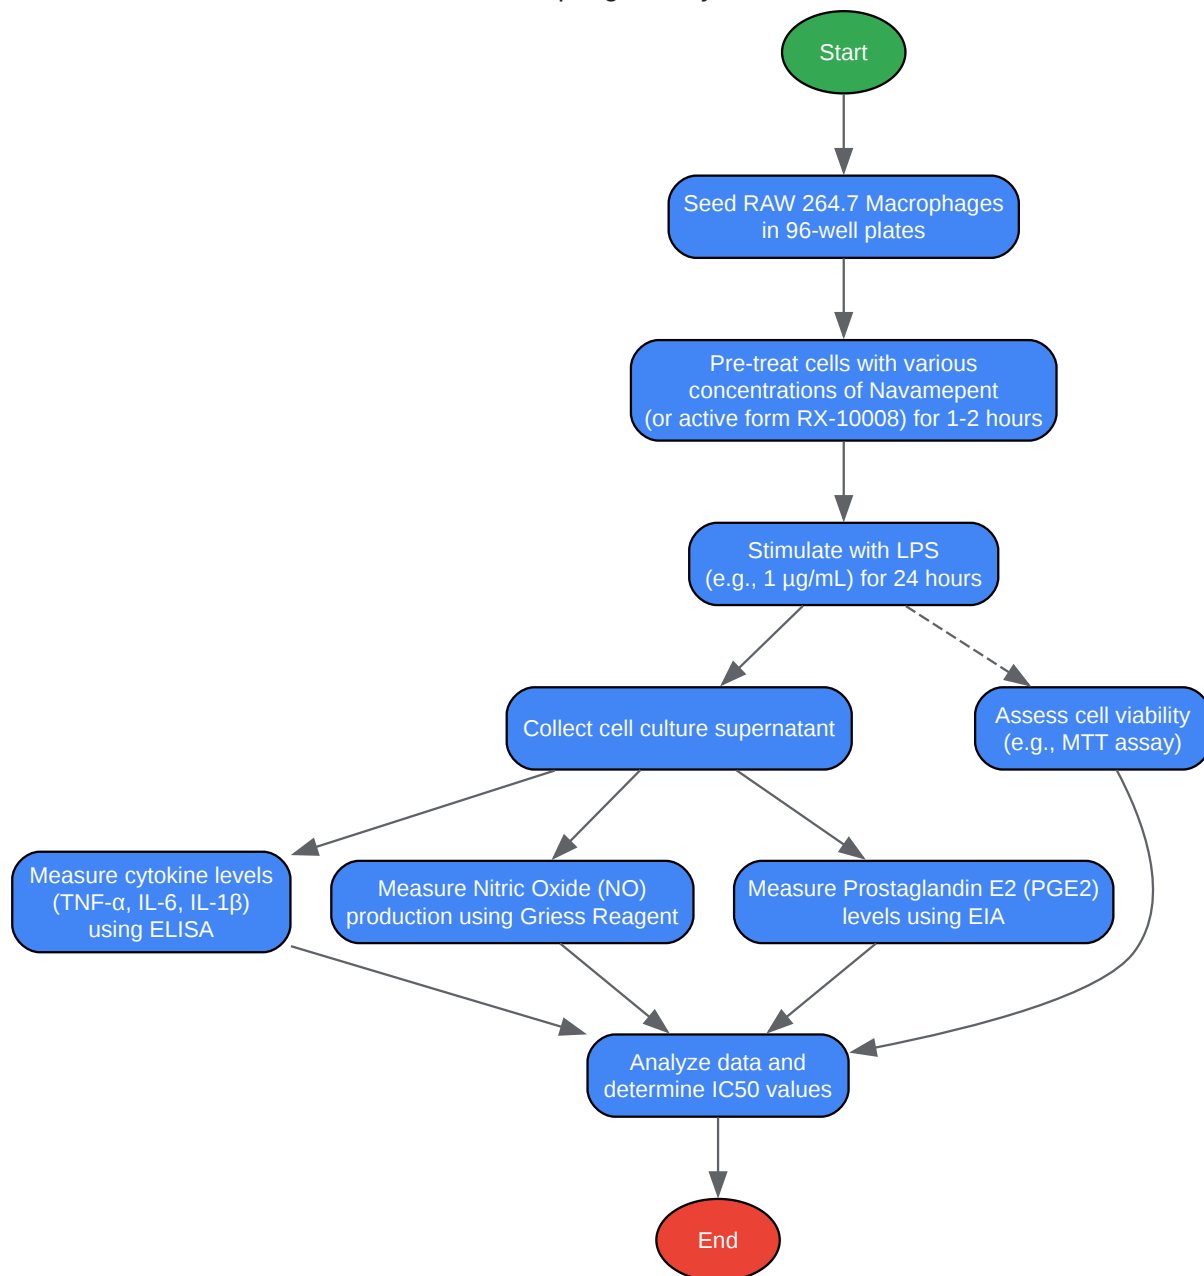 Start
Seed RAW 264.7 Macrophages
in 96-well plates
Pre-treat cells with various
concentrations of Navamepent
(or active form RX-10008) for 1-2 hours
Stimulate with LPS
(e.g., 1 µg/mL) for 24 hours
Collect cell culture supernatant
Assess cell viability
(e.g., MTT assay)
Measure cytokine levels
(TNF-α, IL-6, IL-1β)
using ELISA
Measure Nitric Oxide (NO)
production using Griess Reagent
Measure Prostaglandin E2 (PGE2)
levels using EIA
Analyze data and
determine IC50 values
End